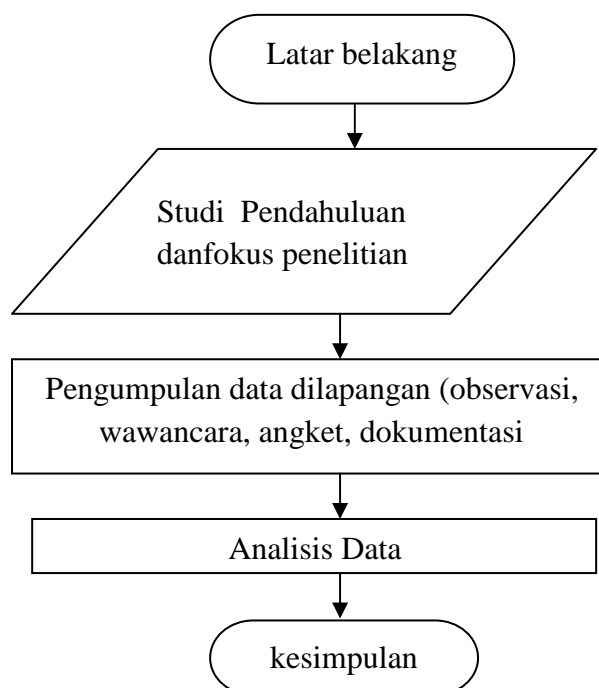 Latar belakang
Studi Pendahuluan
danfokus penelitian
Pengumpulan data dilapangan (observasi,
wawancara, angket, dokumentasi
Analisis Data
kesimpulan